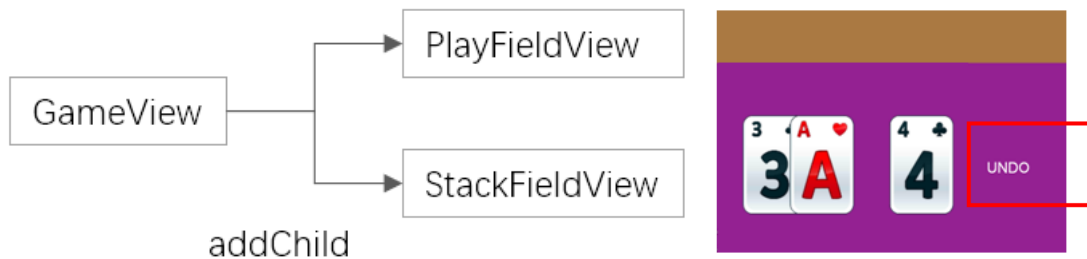 PlayFieldView
GameView
StackFieldView
addChild
3 A 4
3 A 4
UNDO